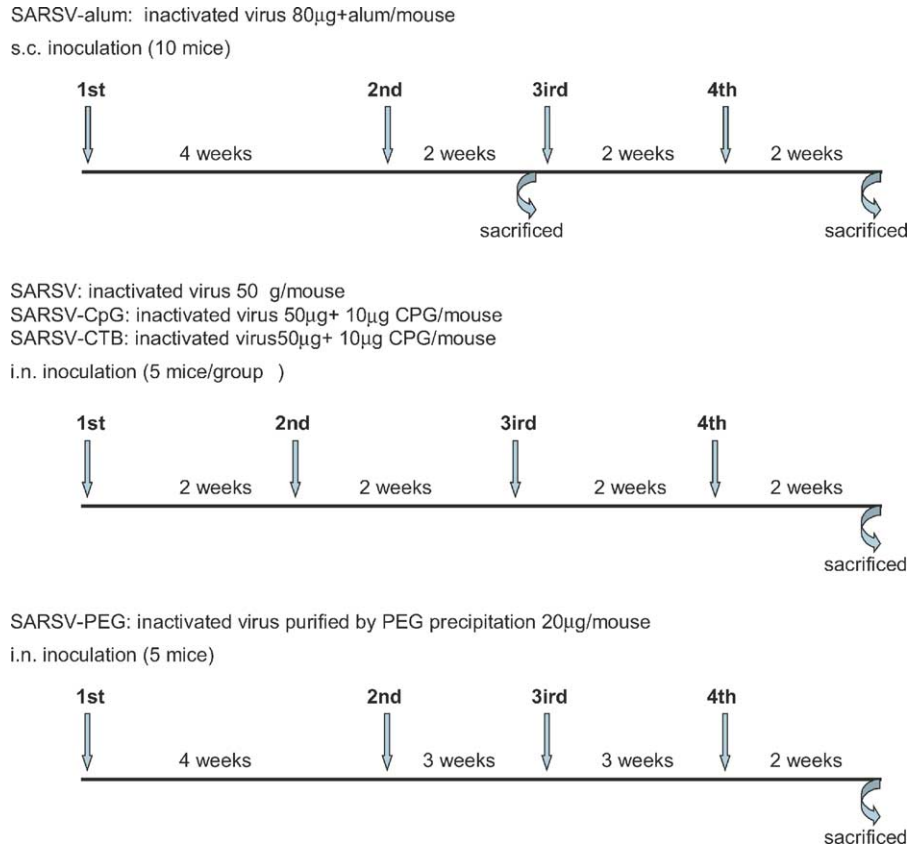 SARSV-alum: inactivated virus 80μg+alum/mouse
s.c. inoculation (10 mice)
1st 2nd 3ird 4th
4 weeks 2 weeks 2 weeks 2 weeks
sacrificed sacrificed
SARSV: inactivated virus 50 g/mouse
SARSV-CpG: inactivated virus 50μg+ 10μg CPG/mouse
SARSV-CTB: inactivated virus50μg+ 10μg CPG/mouse
i.n. inoculation (5 mice/group )
1st 2nd 3ird 4th
2 weeks 2 weeks 2 weeks 2 weeks
sacrificed
SARSV-PEG: inactivated virus purified by PEG precipitation 20μg/mouse
i.n. inoculation (5 mice)
1st 2nd 3ird 4th
4 weeks 3 weeks 3 weeks 2 weeks
sacrificed